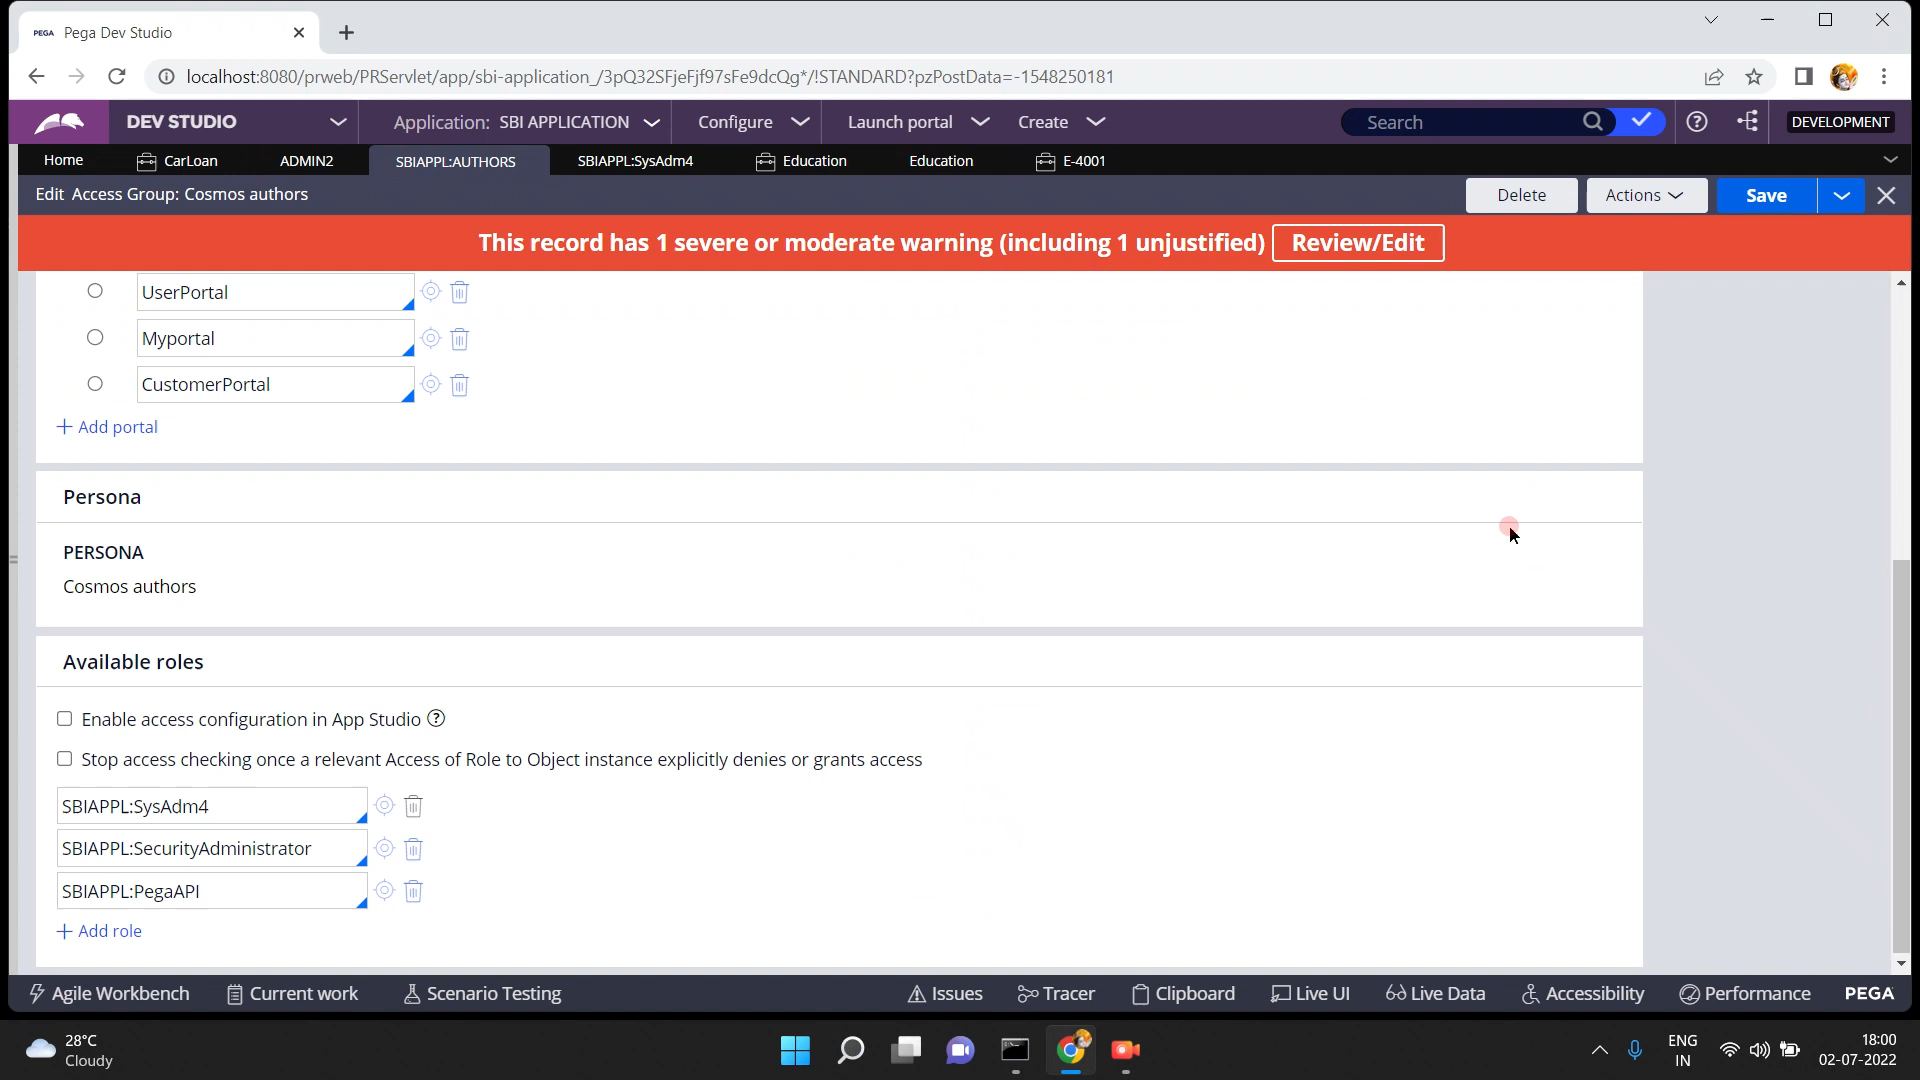 PEGA Pega Dev Studio
localhost:8080/prweb/PRServlet/app/sbi-application_/3pQ32SFjeFjf97sFe9dcQg*/!STANDARD?pzPostData=-1548250181
DEV STUDIO Application: SBI APPLICATION Configure Launch portal Create Search DEVELOPMENT
Home CarLoan ADMIN2 SBIAPPL:AUTHORS SBIAPPL:SysAdm4 Education Education E-4001
Edit Access Group: Cosmos authors Delete Actions Save
This record has 1 severe or moderate warning (including 1 unjustified) Review/Edit
UserPortal
Myportal
CustomerPortal
+ Add portal
Persona
PERSONA
Cosmos authors
Available roles
Enable access configuration in App Studio ?
Stop access checking once a relevant Access of Role to Object instance explicitly denies or grants access
SBIAPPL:SysAdm4
SBIAPPL:SecurityAdministrator
SBIAPPL:PegaAPI
+ Add role
Agile Workbench Current work Scenario Testing Issues Tracer Clipboard Live UI Live Data Accessibility Performance PEGA
28°C
Cloudy
ENG
IN
18:00
02-07-2022